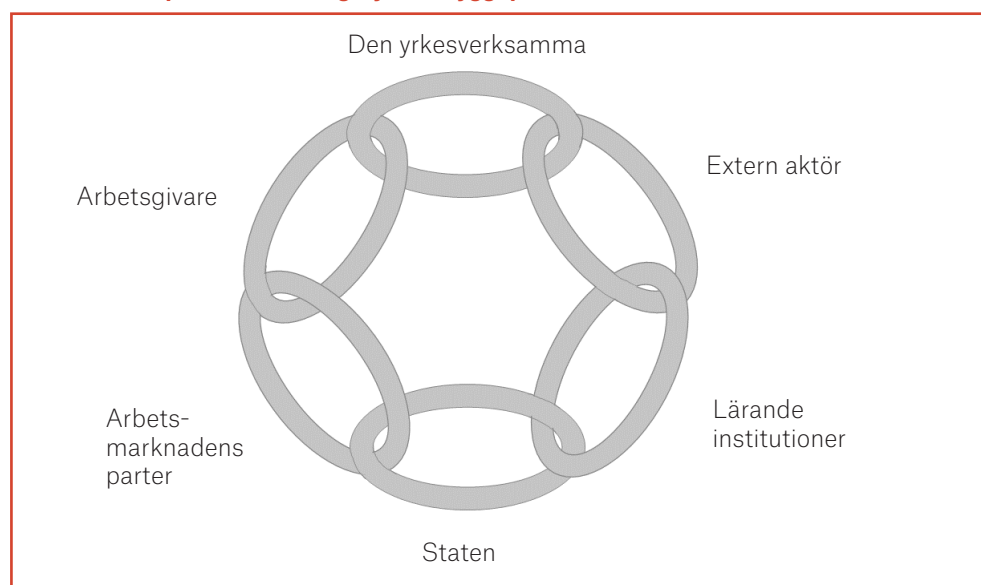 Den yrkesverksamma
Extern aktör
Arbetsgivare
Lärande
institutioner
Arbets-
marknadens
parter
Staten